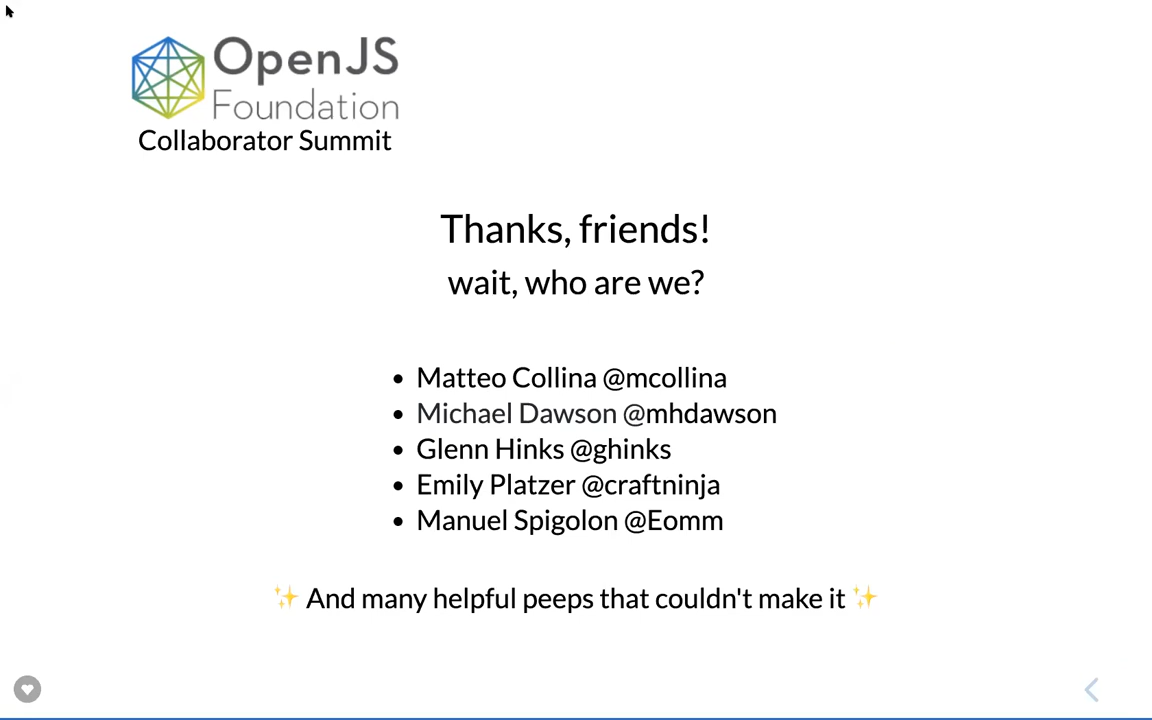 OpenJS
Foundation
Collaborator Summit
Thanks, friends!
wait, who are we?
• Matteo Collina @mcollina
• Michael Dawson @mhdawson
• Glenn Hinks @ghinks
• Emily Platzer @craftninja
• Manuel Spigolon @Eomm
✨ And many helpful peeps that couldn't make it ✨